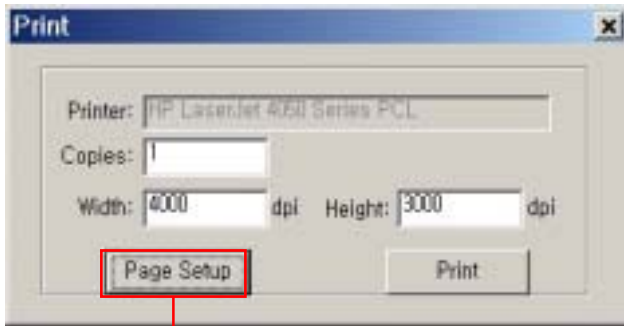 Print
Printer: HP LaserJet 4050 Series PCL
Copies: 1
Width: 4000 dpi Height: 3000 dpi
Page Setup Print